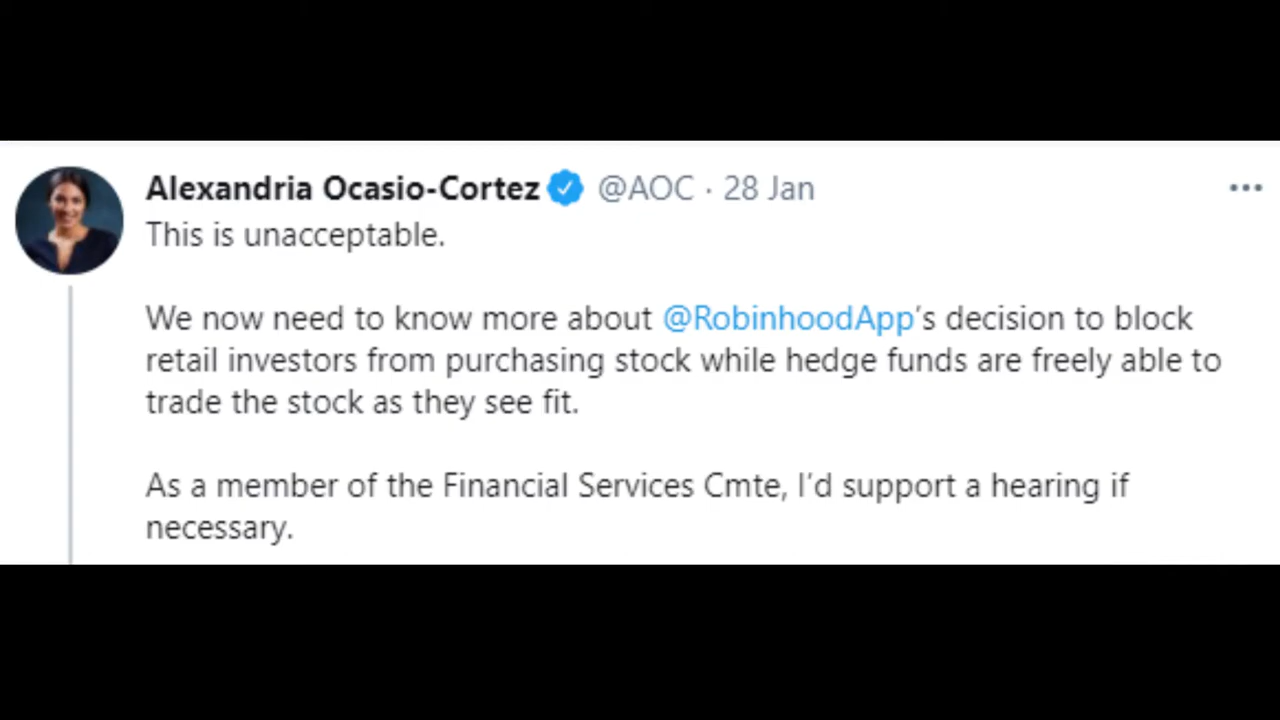 Alexandria Ocasio-Cortez @AOC · 28 Jan
This is unacceptable.
We now need to know more about @RobinhoodApp's decision to block
retail investors from purchasing stock while hedge funds are freely able to
trade the stock as they see fit.
As a member of the Financial Services Cmte, I'd support a hearing if
necessary.